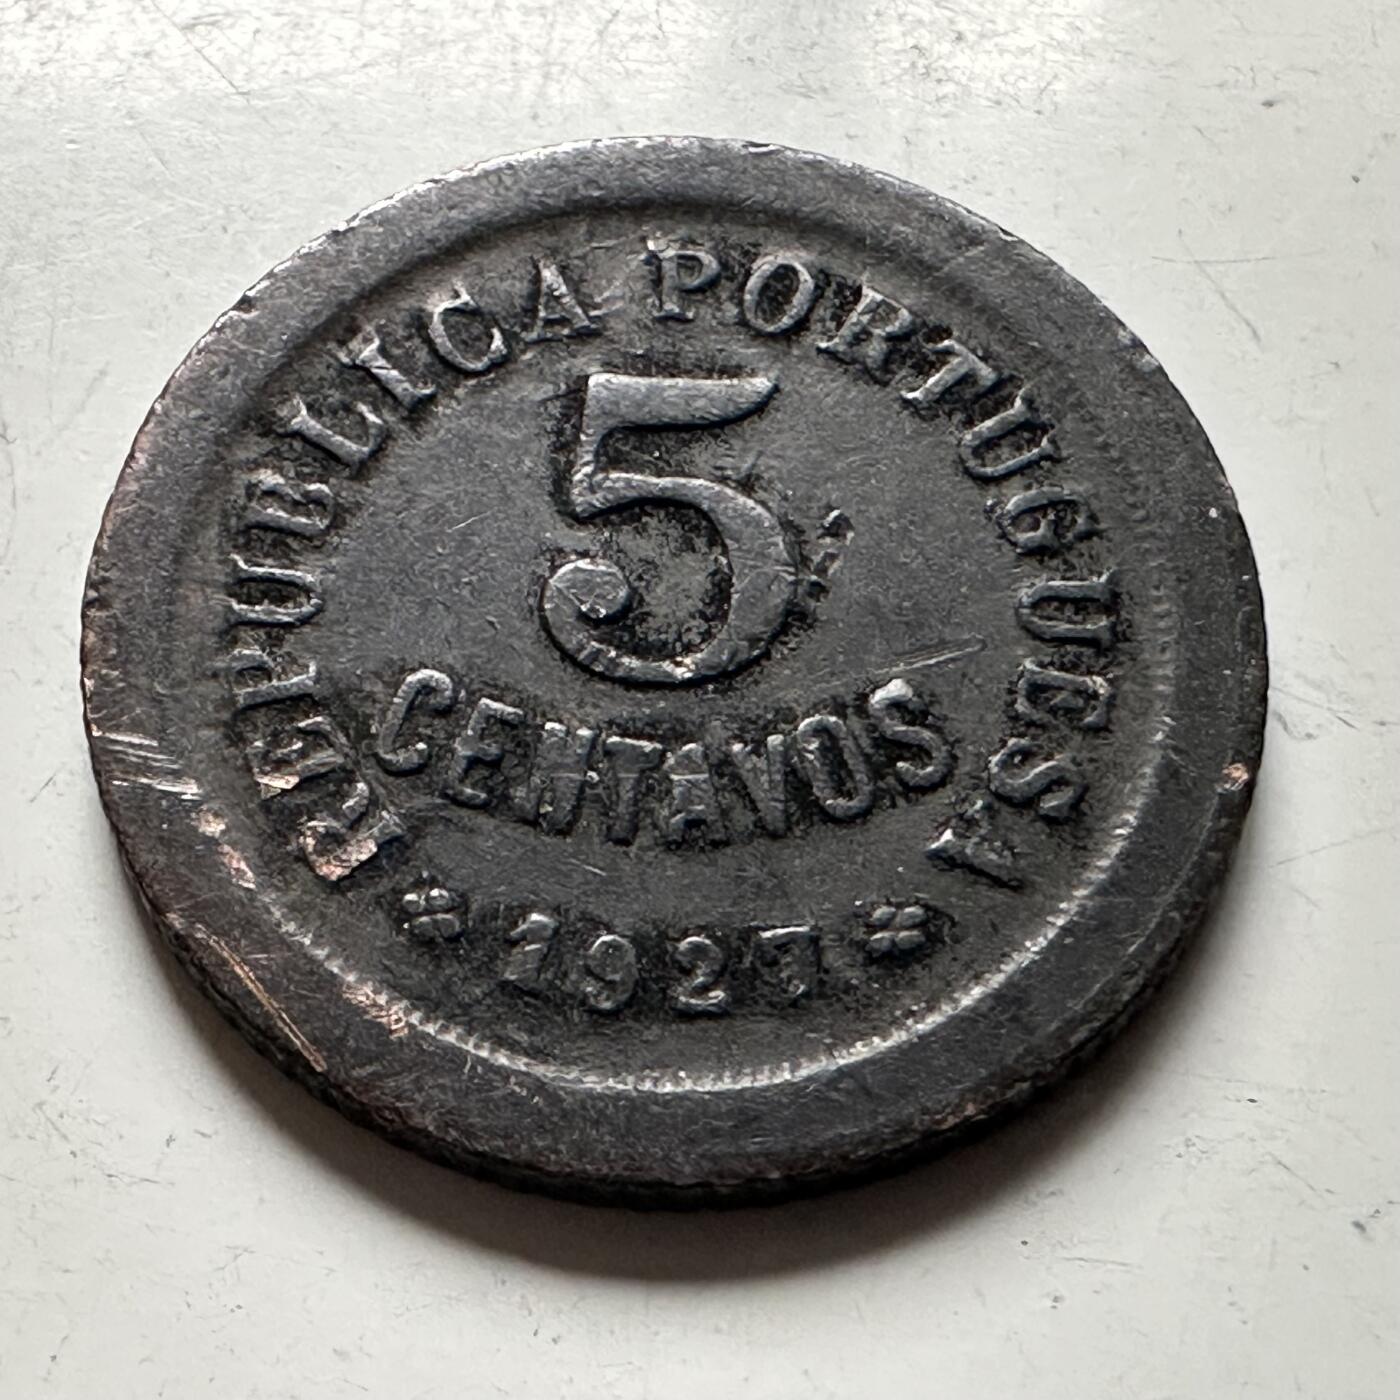 REPUBLICA PORTUGUESA
5
CENTAVOS
1927